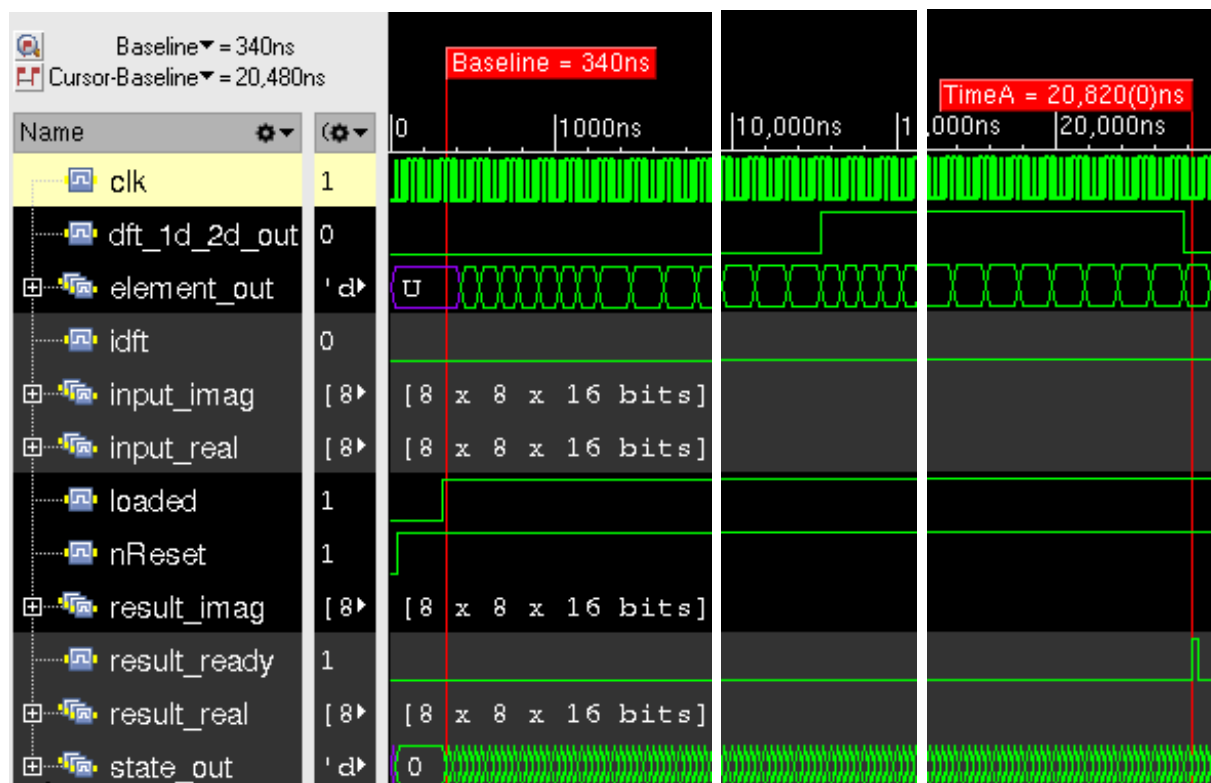 Baseline▼ = 340ns
Cursor-Baseline▼ = 20,480ns
Baseline = 340ns
TimeA = 20,820(0)ns
Name
0 1000ns 10,000ns 1 ,000ns 20,000ns
clk 1
dft_1d_2d_out 0
element_out 'd U
idft 0
input_imag [8 [8 x 8 x 16 bits]
input_real [8 [8 x 8 x 16 bits]
loaded 1
nReset 1
result_imag [8 [8 x 8 x 16 bits]
result_ready 1
result_real [8 [8 x 8 x 16 bits]
state_out 'd 0